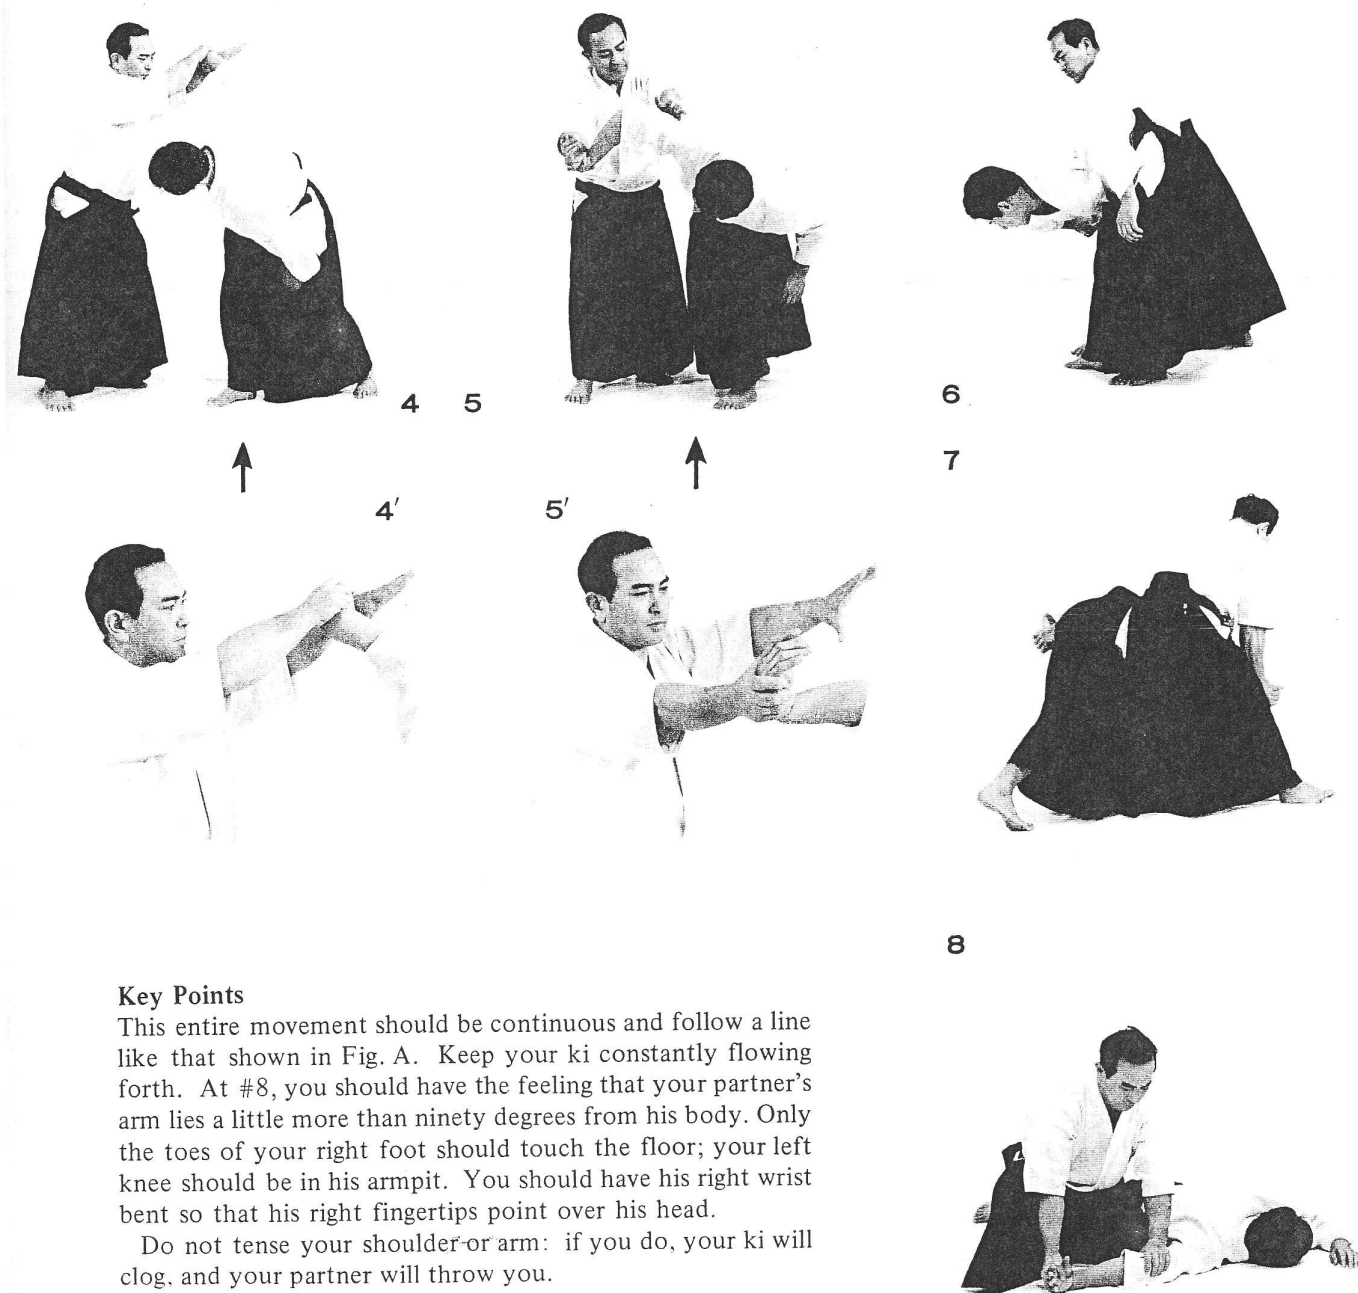 4 5
6
7
4′ 5′
8
Key Points
This entire movement should be continuous and follow a line
like that shown in Fig. A. Keep your ki constantly flowing
forth. At #8, you should have the feeling that your partner's
arm lies a little more than ninety degrees from his body. Only
the toes of your right foot should touch the floor; your left
knee should be in his armpit. You should have his right wrist
bent so that his right fingertips point over his head.
Do not tense your shoulder or arm: if you do, your ki will
clog, and your partner will throw you.